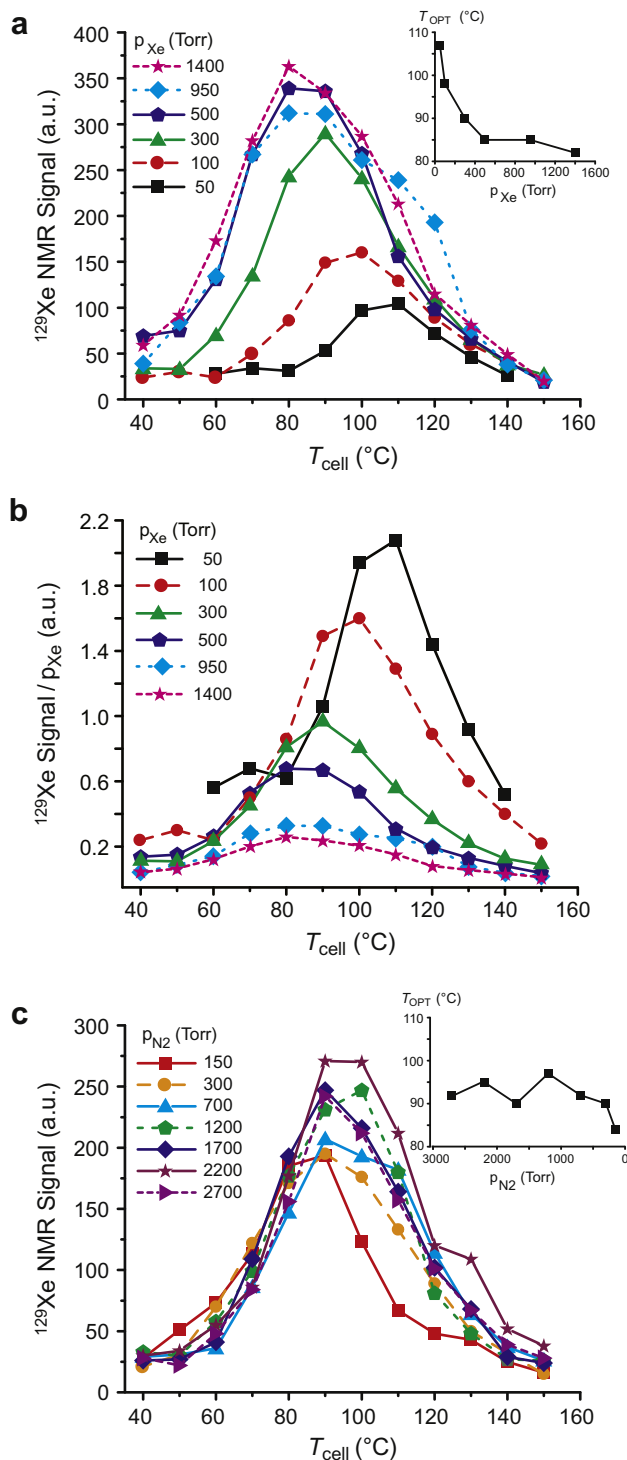 a
p Xe (Torr)
1400
950
500
300
100
50
400
350
300
250
200
150
100
50
0
129Xe NMR Signal (a.u.)
40 60 80 100 120 140 160
Tcell (°C)
TOPT (°C)
110
100
90
80
0 400 800 1200 1600
pXe (Torr)
b
pXe (Torr)
50
100
300
500
950
1400
2.2
1.8
1.4
1.0
0.6
0.2
129Xe Signal / pXe (a.u.)
40 60 80 100 120 140 160
Tcell (°C)
c
pN2 (Torr)
150
300
700
1200
1700
2200
2700
300
250
200
150
100
50
0
129Xe NMR Signal (a.u.)
40 60 80 100 120 140 160
Tcell (°C)
TOPT (°C)
110
100
90
80
3000 2000 1000 0
pN2 (Torr)